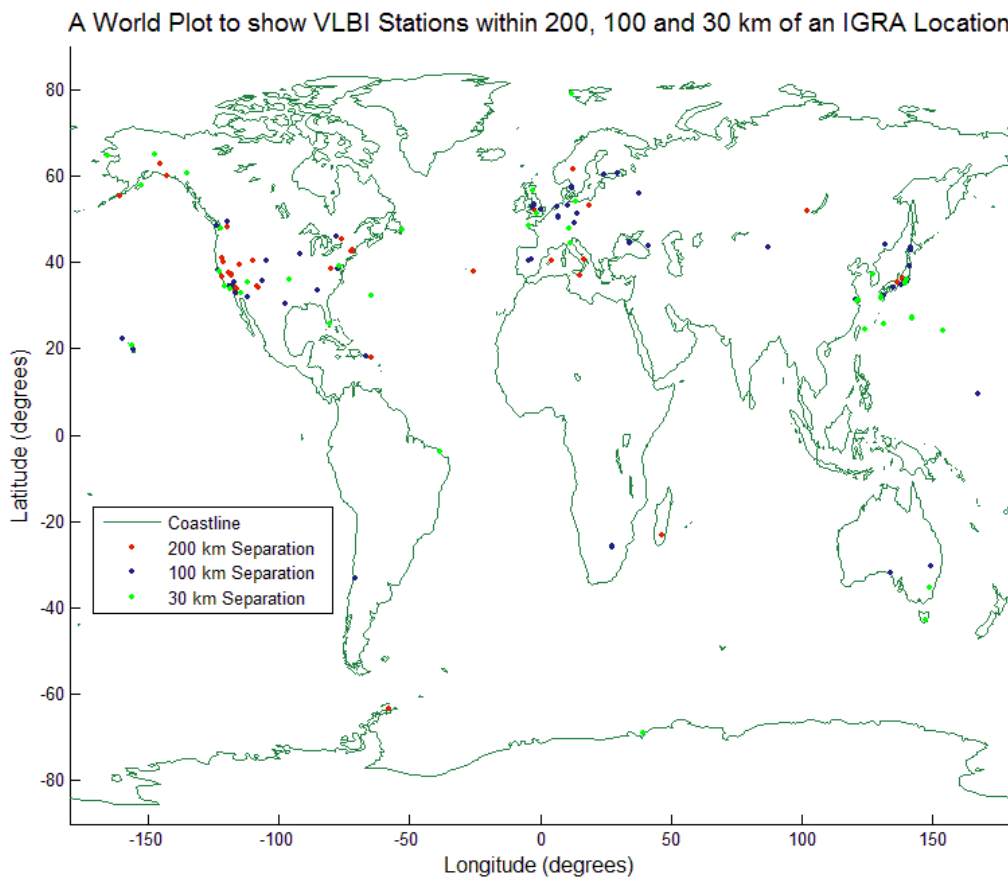 A World Plot to show VLBI Stations within 200, 100 and 30 km of an IGRA Location
80
60
40
20
0
-20
-40
-60
-80
Latitude (degrees)
Coastline
200 km Separation
100 km Separation
30 km Separation
-150 -100 -50 0 50 100 150
Longitude (degrees)